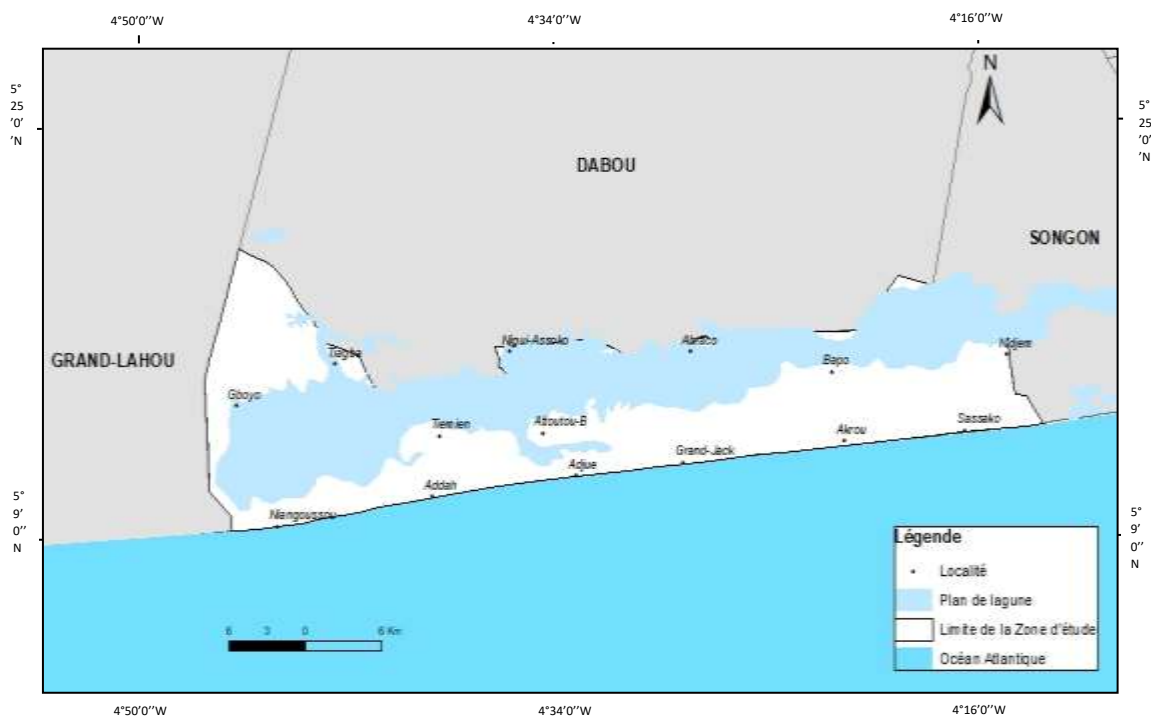 4°50'0''W
4°34'0''W
4°16'0''W
5°
25
'0'
'N
5°
25
'0'
'N
N
DABOU
SONGON
GRAND-LAHOU
Tiagba
Nigui-Assoko
Abraco
Ndjem
Bapo
Gboyo
Tiemien
Attoutou-B
Akrou
Sassako
Grand-Jack
Adjue
Addah
Niangoussou
5°
9'
0''
N
5°
9'
0''
N
Légende
Localité
Plan de lagune
Limite de la Zone d'étude
Océan Atlantique
6 3 0 6 Km
4°50'0''W
4°34'0''W
4°16'0''W